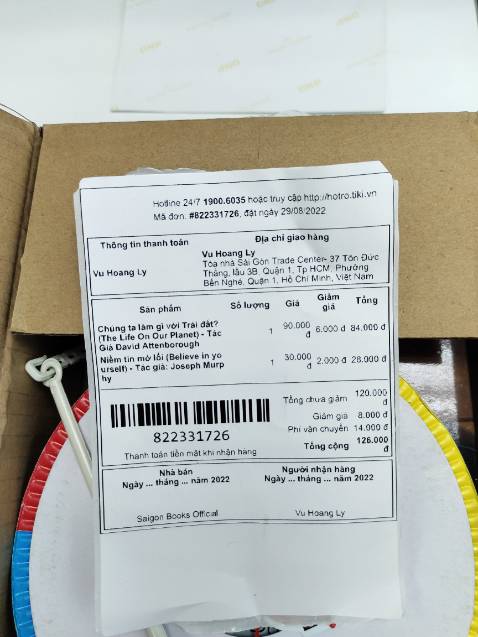 Hotline 24/7 1900.6035 hoặc truy cập http://hotro.tiki.vn
Mã đơn. #822331726, đặt ngày 29/08/2022
Thông tin thanh toán
Địa chỉ giao hàng
Vu Hoang Ly
Vu Hoang Ly
Tòa nhà Sài Gòn Trade Center- 37 Tôn Đức
Thắng, lầu 3B, Quận 1, Tp HCM, Phường
Bến Nghé, Quận 1, Hồ Chí Minh, Việt Nam
Sản phẩm Số lượng Giá Giảm giá Tổng
Chúng ta làm gì với Trái đất?
(The Life On Our Planet) - Tác
Giả David Attenborough
1 90.000 đ 6.000 đ 84.000 đ
Niềm tin mở lối (Believe in yo
urself) - Tác giả: Joseph Murp
hy
1 30.000 đ 2.000 đ 28.000 đ
Tổng chưa giảm 120.000 đ
Giảm giá 8.000 đ
Phí vận chuyển 14.000 đ
Tổng cộng 126.000 đ
822331726
Thanh toán tiền mặt khi nhận hàng
Nhà bán
Ngày ... tháng ... năm 2022
Người nhận hàng
Ngày ... tháng ... năm 2022
Saigon Books Offical
Vu Hoang Ly